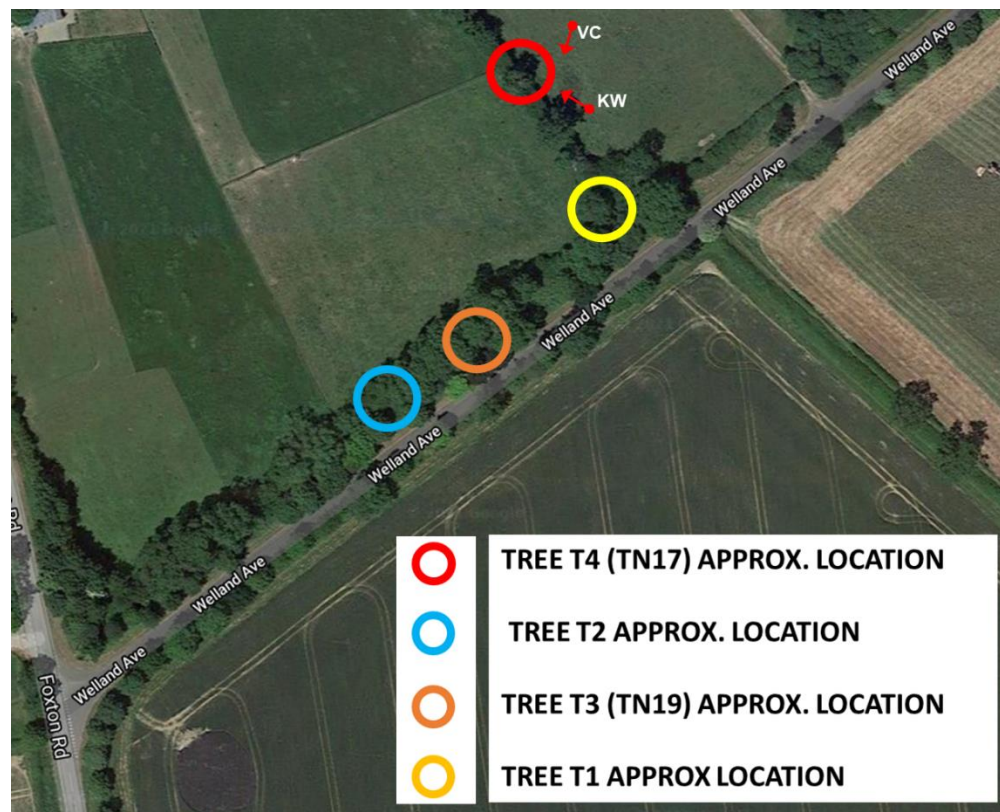 VC
Welland Ave
KW
Welland Ave
Welland Ave
Welland Ave
Welland Ave
Welland Ave
Rd
Foxton Rd
TREE T4 (TN17) APPROX. LOCATION
TREE T2 APPROX. LOCATION
TREE T3 (TN19) APPROX. LOCATION
TREE T1 APPROX LOCATION